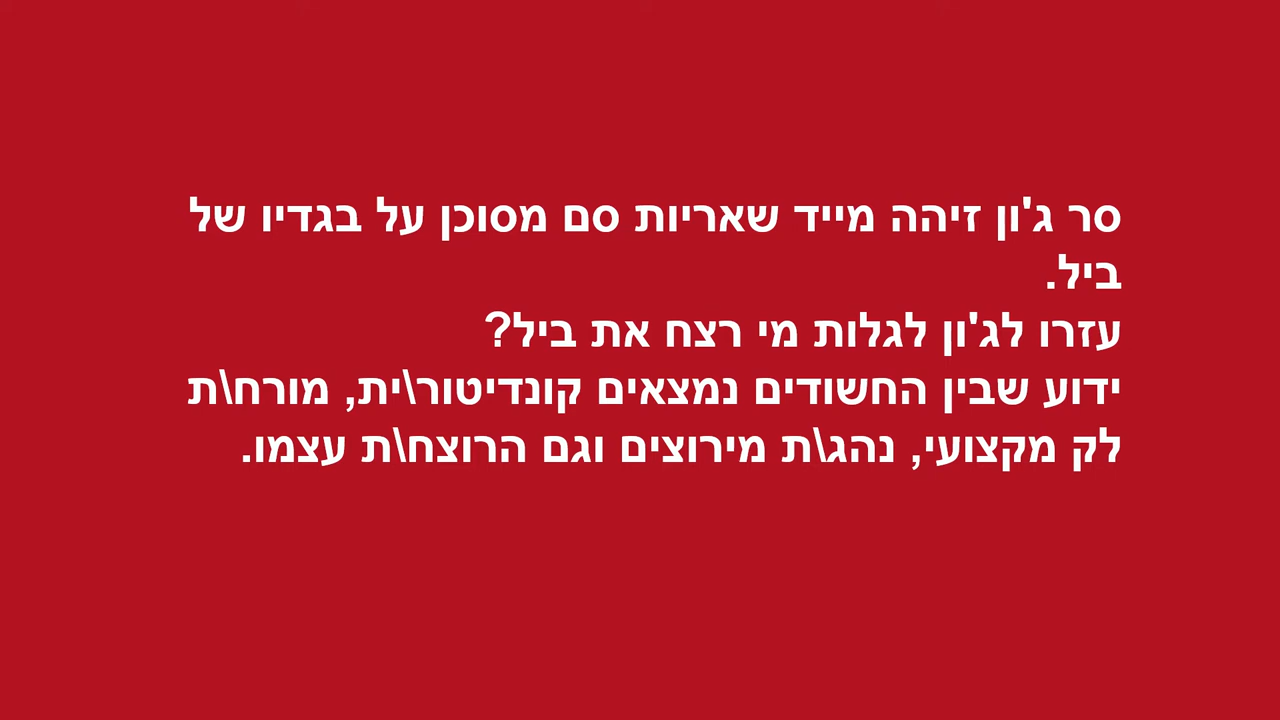 סר ג'ון זיהה מייד שאריות סם מסוכן על בגדיו של
ביל.
עזרו לג'ון לגלות מי רצח את ביל?
ידוע שבין החשודים נמצאים קונדיטור\ית, מורח\ת
לק מקצועי, נהג\ת מירוצים וגם הרוצח\ת עצמו.